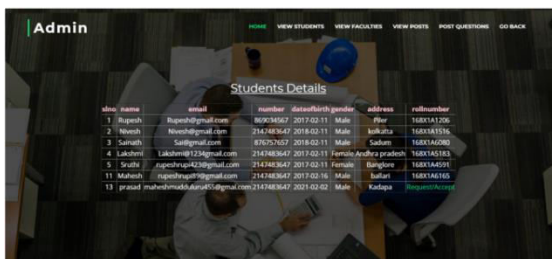 Admin
HOME VIEW STUDENTS VIEW FACULTIES VIEW POSTS POST QUESTIONS GO BACK
Students Details
slno name email number dateofbirth gender address rollnumber
1 Rupesh Rupesh@gmail.com 869034567 2017-02-11 Male Piler 168X1A1206
2 Nivesh Nivesh@gmail.com 2147483647 2018-02-11 Male kolkatta 168X1A1516
3 Sainath Sai@gmail.com 876757657 2018-02-11 Male Sadum 168X1A6080
4 Lakshmi Lakshmi@1234gmail.com 2147483647 2017-02-11 Female Andhra pradesh 168X1A5183
5 Sruthi rupeshrupi423@gmail.com 2147483647 2017-02-11 Female Banglore 168X1A4591
11 Mahesh rupeshrupi89@gmail.com 2147483647 2017-02-16 Male ballari 168X1A6165
13 prasad maheshmudduluru455@gmai.com 2147483647 2021-02-02 Male Kadapa Request/Accept